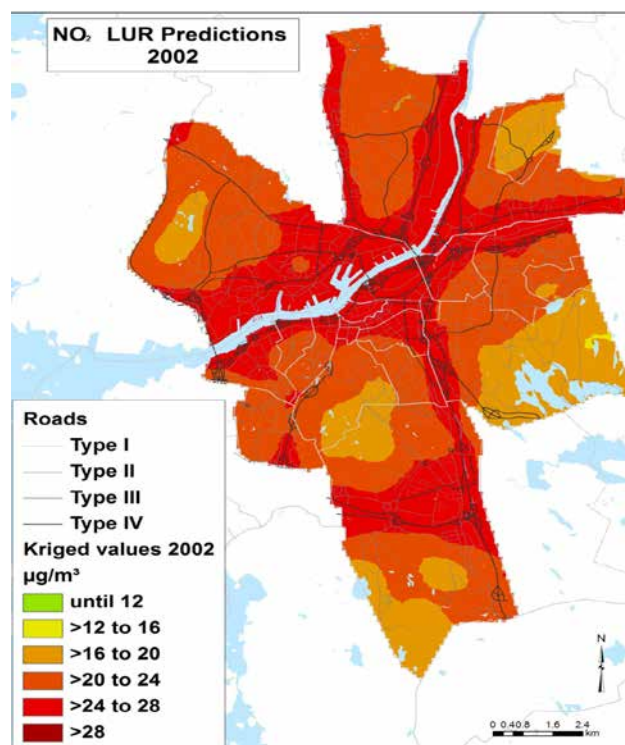 NO₂ LUR Predictions
2002
Roads
Type I
Type II
Type III
Type IV
Kriged values 2002
µg/m³
until 12
>12 to 16
>16 to 20
>20 to 24
>24 to 28
>28
N
0 0.40.8 1.6 2.4
km